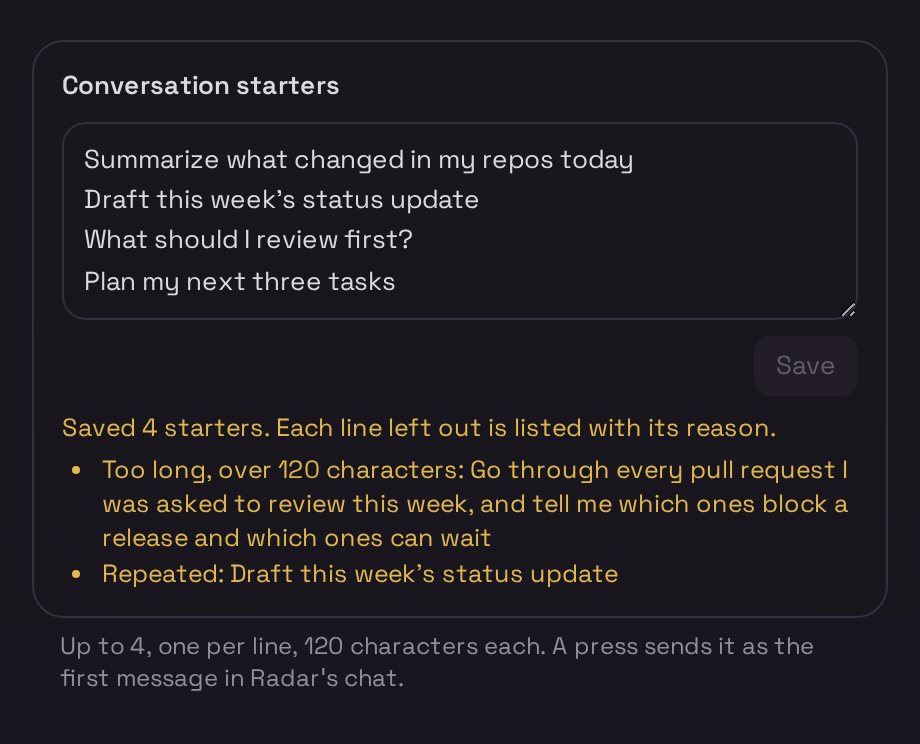 Conversation starters
Summarize what changed in my repos today
Draft this week's status update
What should I review first?
Plan my next three tasks
Save
Saved 4 starters. Each line left out is listed with its reason.
• Too long, over 120 characters: Go through every pull request I
was asked to review this week, and tell me which ones block a
release and which ones can wait
• Repeated: Draft this week's status update
Up to 4, one per line, 120 characters each. A press sends it as the
first message in Radar's chat.